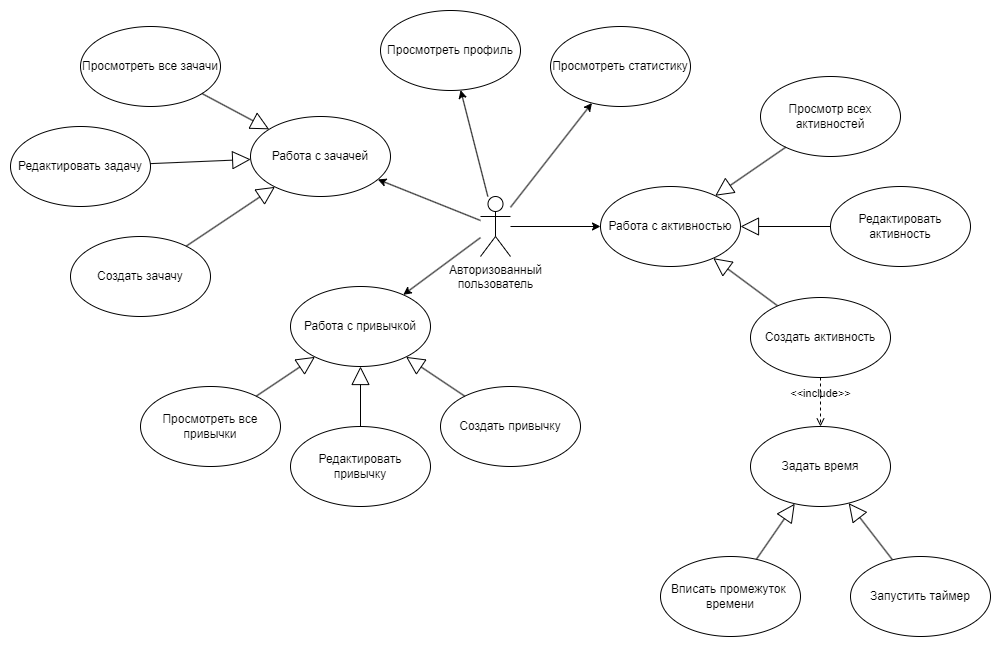 Просмотреть профиль
Просмотреть все зачачи
Просмотреть статистику
Просмотр всех
активностей
Работа с зачачей
Редактировать задачу
Работа с активностью
Редактировать
активность
Авторизованный
пользователь
Создать зачачу
Работа с привычкой
Создать активность
<<include>>
Просмотреть все
привычки
Создать привычку
Редактировать
привычку
Задать время
Вписать промежуток
времени
Запустить таймер